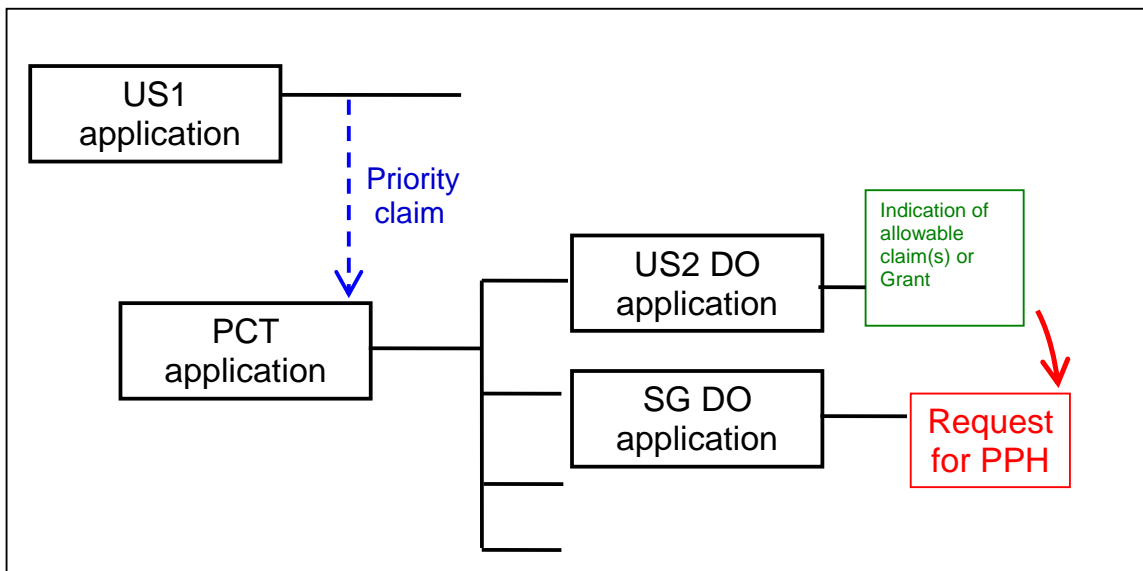 US1
application
Priority
claim
PCT
application
US2 DO
application
Indication of
allowable
claim(s) or
Grant
SG DO
application
Request
for PPH